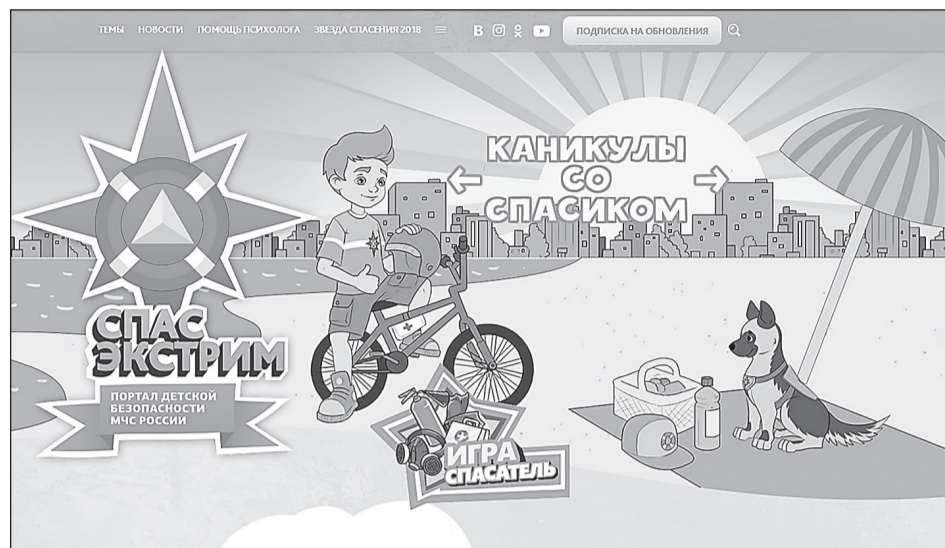 ТЕМЫ НОВОСТИ ПОМОЩЬ ПСИХОЛОГА ЗВЕЗДА СПАСЕНИЯ 2018 ПОДПИСКА НА ОБНОВЛЕНИЯ
КАНИКУЛЫ
СО
СПАСИКОМ
СПАС
ЭКСТРИМ
ПОРТАЛ ДЕТСКОЙ
БЕЗОПАСНОСТИ
МЧС РОССИИ
ИГРА
СПАСАТЕЛЬ